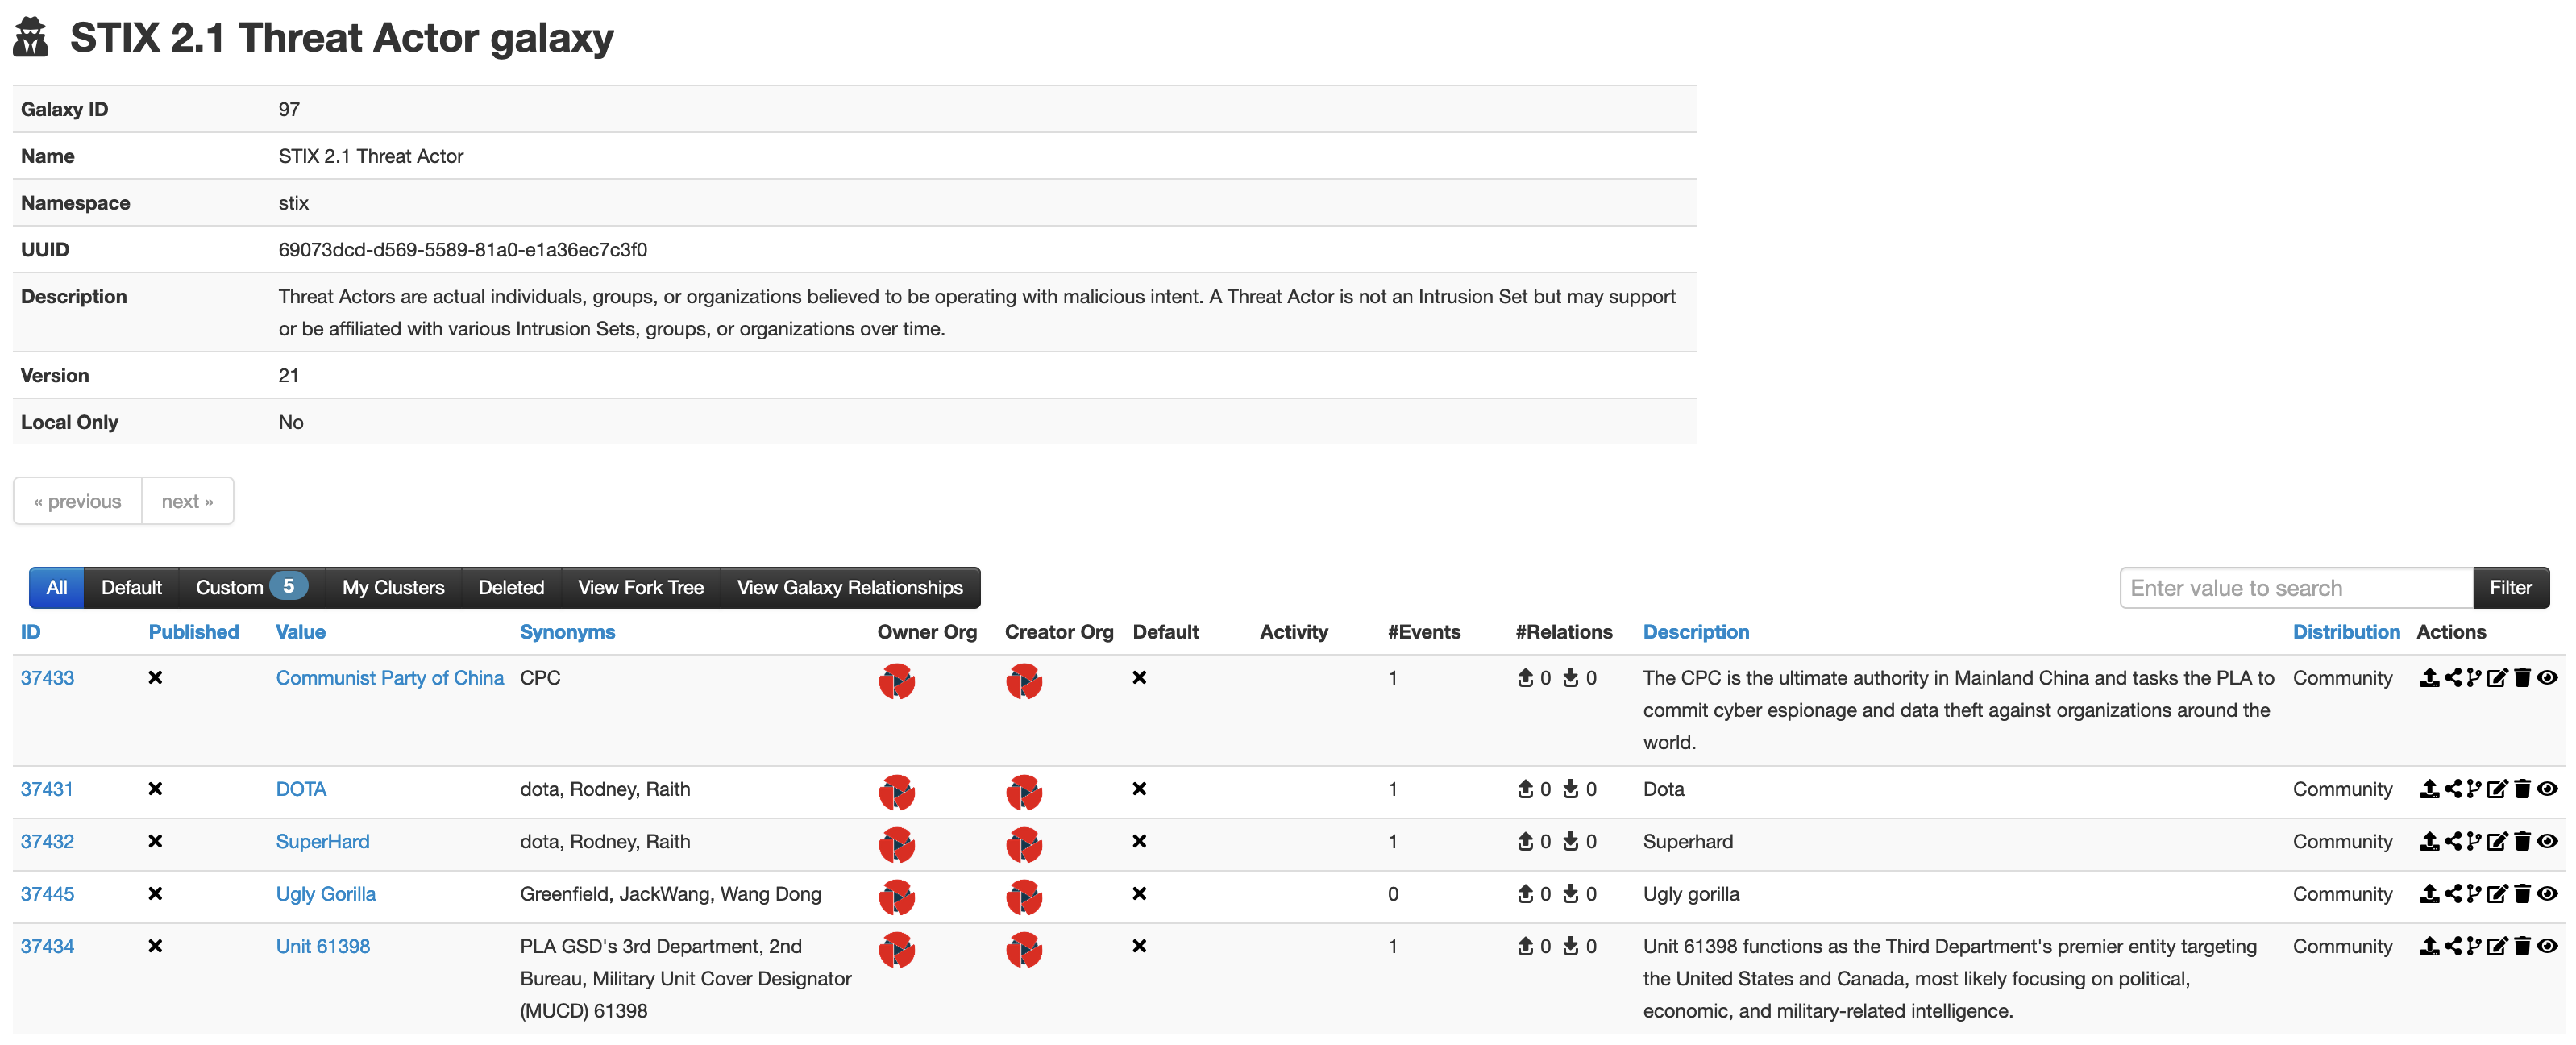 STIX 2.1 Threat Actor galaxy
Galaxy ID 97
Name STIX 2.1 Threat Actor
Namespace stix
UUID 69073dcd-d569-5589-81a0-e1a36ec7c3f0
Description Threat Actors are actual individuals, groups, or organizations believed to be operating with malicious intent. A Threat Actor is not an Intrusion Set but may support
or be affiliated with various Intrusion Sets, groups, or organizations over time.
Version 21
Local Only No
« previous next »
All Default Custom 5 My Clusters Deleted View Fork Tree View Galaxy Relationships Enter value to search Filter
ID Published Value Synonyms Owner Org Creator Org Default Activity #Events #Relations Description Distribution Actions
37433 Communist Party of China CPC 1 0 0 The CPC is the ultimate authority in Mainland China and tasks the PLA to Community
commit cyber espionage and data theft against organizations around the
world.
37431 DOTA dota, Rodney, Raith 1 0 0 Dota Community
37432 SuperHard dota, Rodney, Raith 1 0 0 Superhard Community
37445 Ugly Gorilla Greenfield, JackWang, Wang Dong 0 0 0 Ugly gorilla Community
37434 Unit 61398 PLA GSD's 3rd Department, 2nd 1 0 0 Unit 61398 functions as the Third Department's premier entity targeting Community
Bureau, Military Unit Cover Designator the United States and Canada, most likely focusing on political,
(MUCD) 61398 economic, and military-related intelligence.